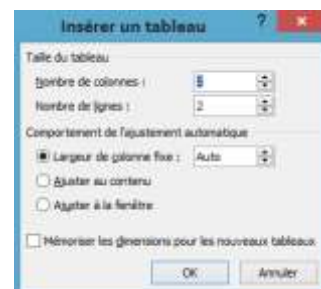 Insérer un tableau ?
Taille du tableau
Nombre de colonnes : 5
Nombre de lignes : 2
Comportement de l'ajustement automatique
Largeur de colonne fixe : Auto
Ajuster au contenu
Ajuster à la fenêtre
Mémoriser les dimensions pour les nouveaux tableaux
OK Annuler